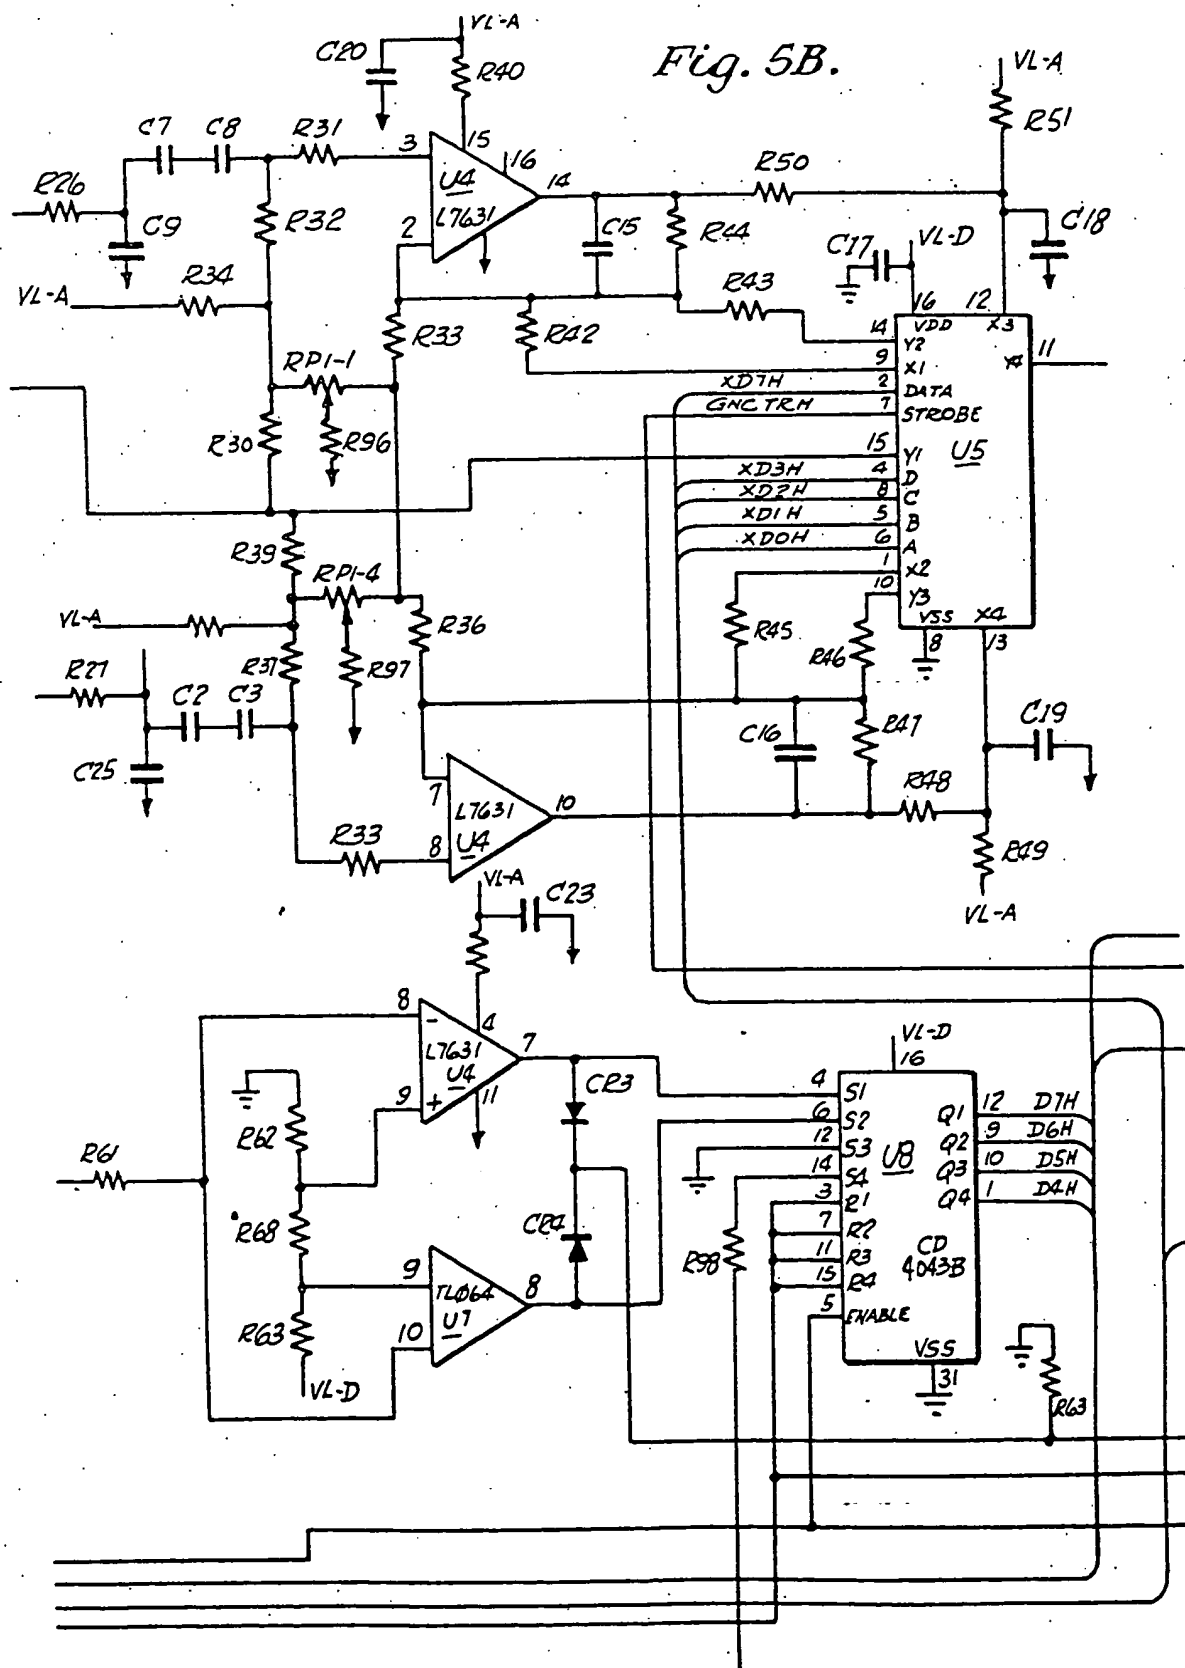 Fig. 5B.
VL-A
C20
R40
VL-A
R51
C7
C8
R31
3
15
16
U4
L7631
14
R50
R26
C9
R32
2
C15
R44
C17
VL-D
C18
R34
VL-A
R33
R42
R43
16
12
VDD
X3
14
Y2
9
X1
Y4
11
RP1-1
XD7H
2
DATA
GNCTRH
7
STROBE
R30
R96
U5
15
Y1
XD3H
4
D
XD2H
8
C
XD1H
5
B
XD0H
6
A
R39
RP1-4
1
X2
10
Y3
VSS
X4
8
13
VL-A
R36
R45
R46
R37
R97
R27
C2
C3
C25
C16
R47
C19
7
L7631
U4
10
R48
R33
8
R49
VL-A
VL-A
C23
8
-
4
L7631
7
U4
9
+
11
CR3
VL-D
16
4
S1
6
S2
12
S3
14
S4
3
R1
7
R2
11
R3
15
R4
5
ENABLE
U8
CD
4043B
VSS
31
Q1
12
D7H
Q2
9
D6H
Q3
10
D5H
Q4
1
D4H
R62
R61
R68
CR4
R98
9
TL064
8
U7
10
R63
VL-D
R63